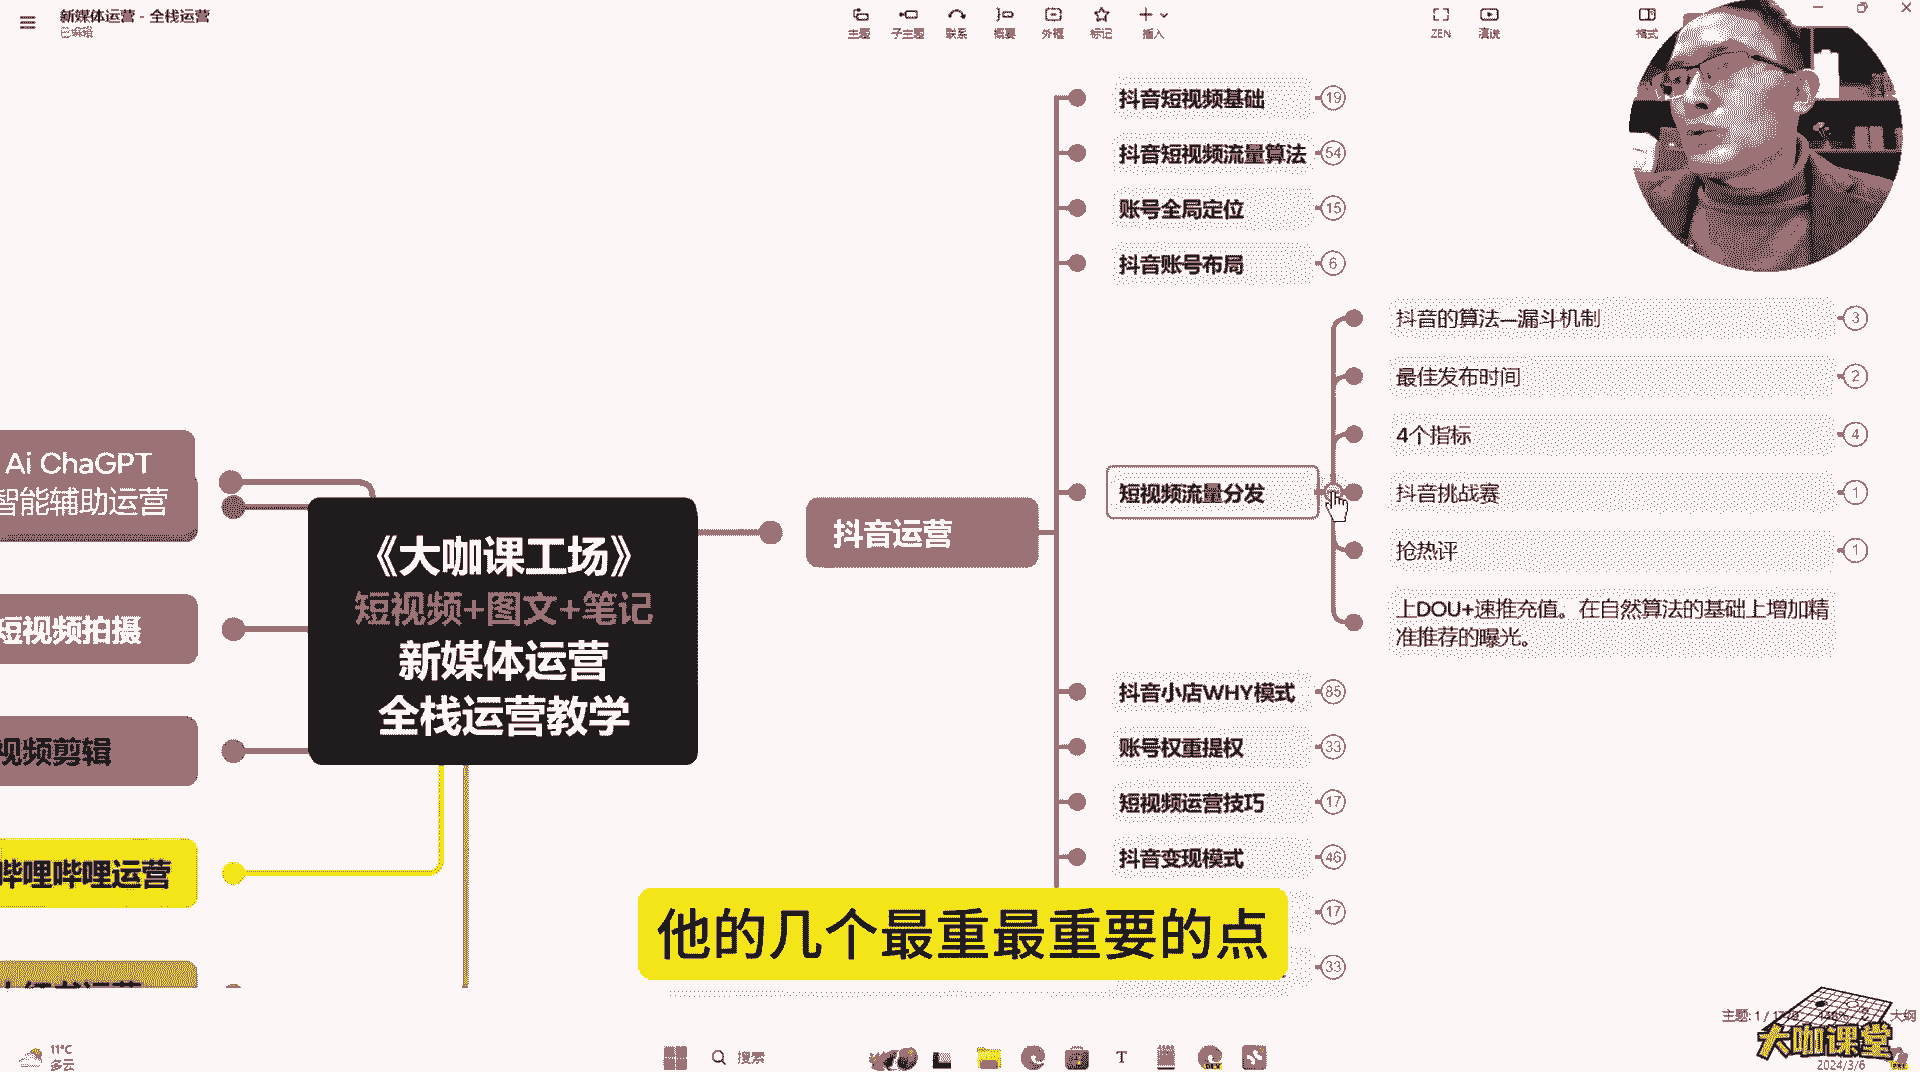 新媒体运营 - 全栈运营
已编辑
主题
子主题
联系
概要
外框
标记
插入
ZEN
演说
格式
抖音短视频基础
19
抖音短视频流量算法
54
账号全局定位
15
抖音账号布局
6
抖音的算法—漏斗机制
3
最佳发布时间
2
4个指标
4
短视频流量分发
抖音挑战赛
1
抢热评
1
上DOU+速推充值。在自然算法的基础上增加精
准推荐的曝光。
Ai ChaGPT
智能辅助运营
短视频拍摄
视频剪辑
哔哩哔哩运营
《大咖课工场》
短视频+图文+笔记
新媒体运营
全栈运营教学
抖音运营
抖音小店WHY模式
85
账号权重提权
33
短视频运营技巧
17
抖音变现模式
46
17
33
他的几个最重最重要的点
大纲
大咖课堂
11°C
多云
搜索
2024/3/6